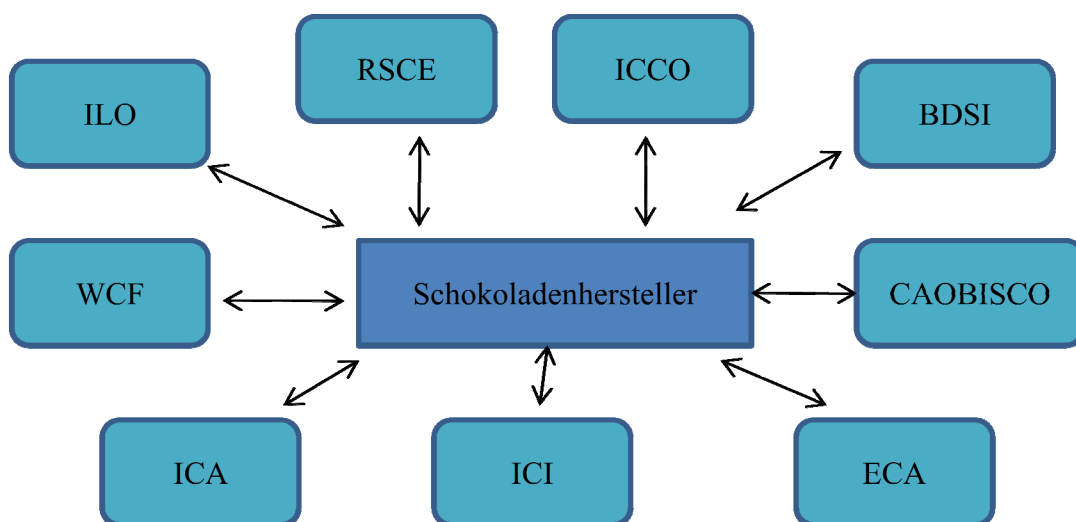 RSCE
ICCO
ILO
BDSI
WCF
Schokoladenhersteller
CAOBISCO
ICA
ICI
ECA